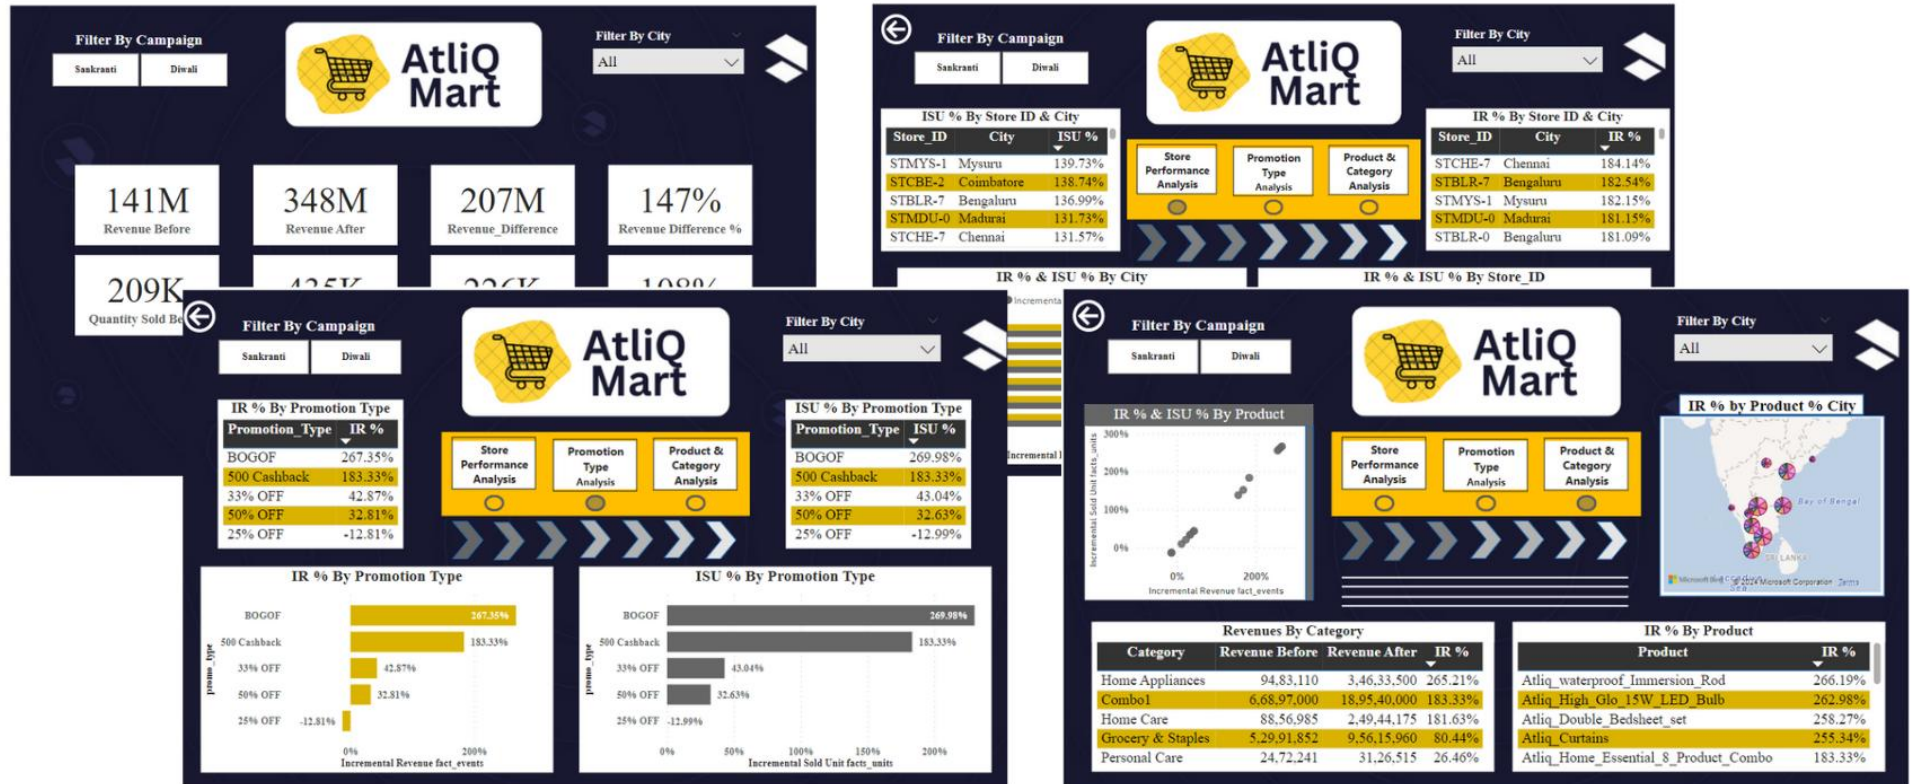 Filter By Campaign
Sankranti Diwali
AtliQ
Mart
Filter By City
All
141M
Revenue Before
348M
Revenue After
207M
Revenue_Difference
147%
Revenue Difference %
209K
Quantity Sold Be
435K
226K
108%
Filter By Campaign
Sankranti Diwali
AtliQ
Mart
Filter By City
All
ISU % By Store ID & City
Store_ID City ISU %
STMYS-1 Mysuru 139.73%
STCBE-2 Coimbatore 138.74%
STBLR-7 Bengaluru 136.99%
STMDU-0 Madurai 131.73%
STCHE-7 Chennai 131.57%
Store
Performance
Analysis
Promotion
Type
Analysis
Product &
Category
Analysis
IR % By Store ID & City
Store_ID City IR %
STCHE-7 Chennai 184.14%
STBLR-7 Bengaluru 182.54%
STMYS-1 Mysuru 182.15%
STMDU-0 Madurai 181.15%
STBLR-0 Bengaluru 181.09%
IR % & ISU % By City
Incrementa
Incremental I
IR % & ISU % By Store_ID
Filter By Campaign
Sankranti Diwali
AtliQ
Mart
Filter By City
All
IR % By Promotion Type
Promotion_Type IR %
BOGOF 267.35%
500 Cashback 183.33%
33% OFF 42.87%
50% OFF 32.81%
25% OFF -12.81%
Store
Performance
Analysis
Promotion
Type
Analysis
Product &
Category
Analysis
ISU % By Promotion Type
Promotion_Type ISU %
BOGOF 269.98%
500 Cashback 183.33%
33% OFF 43.04%
50% OFF 32.63%
25% OFF -12.99%
IR % By Promotion Type
promo_type
BOGOF 267.35%
500 Cashback 183.33%
33% OFF 42.87%
50% OFF 32.81%
25% OFF -12.81%
0% 200%
Incremental Revenue fact_events
ISU % By Promotion Type
promo_type
BOGOF 269.98%
500 Cashback 183.33%
33% OFF 43.04%
50% OFF 32.63%
25% OFF -12.99%
0% 50% 100% 150% 200%
Incremental Sold Unit facts_units
Filter By Campaign
Sankranti Diwali
AtliQ
Mart
Filter By City
All
IR % & ISU % By Product
Incremental Sold Unit facts_units
300%
200%
100%
0%
0% 200%
Incremental Revenue fact_events
Store
Performance
Analysis
Promotion
Type
Analysis
Product &
Category
Analysis
IR % by Product % City
Bay of Bengal
SRI LANKA
Sea
© 2024 Microsoft Corporation Terms
Revenues By Category
Category Revenue Before Revenue After IR %
Home Appliances 94,83,110 3,46,33,500 265.21%
Combo1 6,68,97,000 18,95,40,000 183.33%
Home Care 88,56,985 2,49,44,175 181.63%
Grocery & Staples 5,29,91,852 9,56,15,960 80.44%
Personal Care 24,72,241 31,26,515 26.46%
IR % By Product
Product IR %
Atliq_waterproof_Immersion_Rod 266.19%
Atliq_High_Glo_15W_LED_Bulb 262.98%
Atliq_Double_Bedsheet_set 258.27%
Atliq_Curtains 255.34%
Atliq_Home_Essential_8_Product_Combo 183.33%